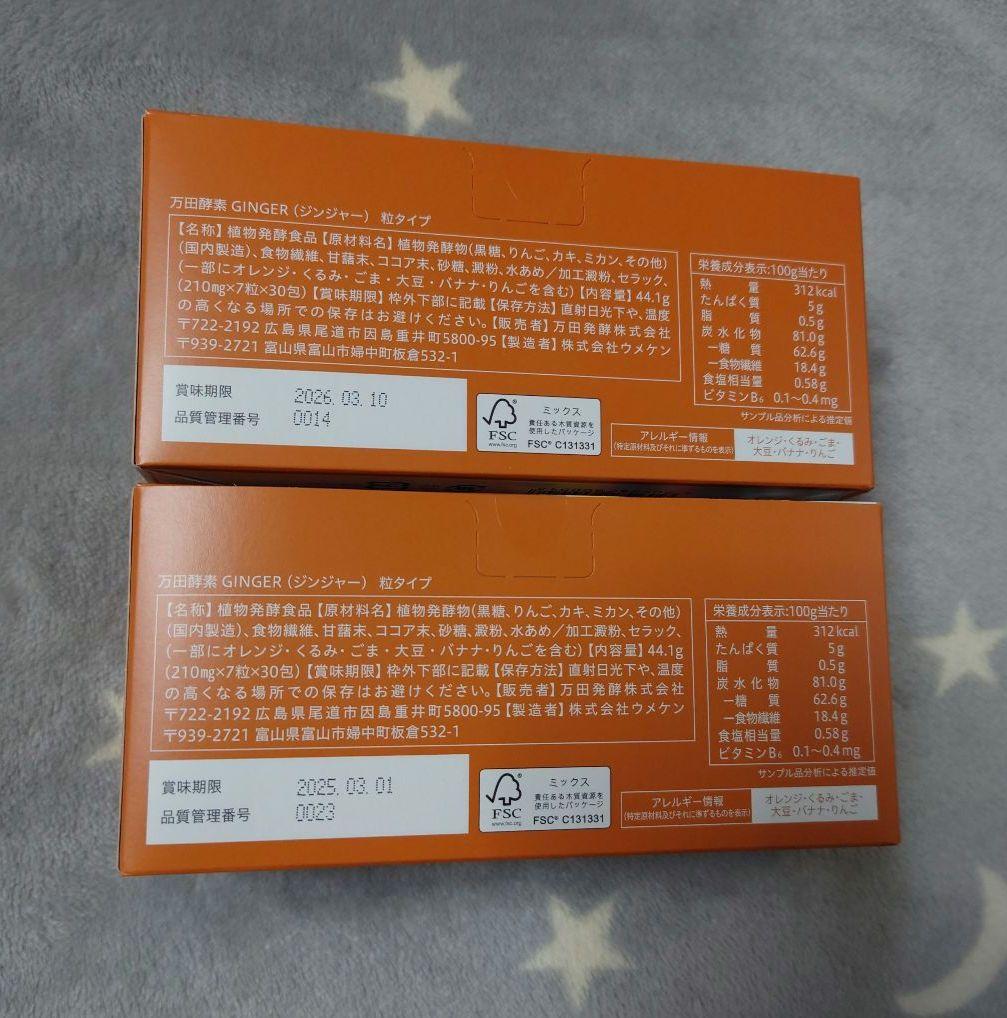 万田酵素 GINGER（ジンジャー） 粒タイプ
【名称】植物発酵食品【原材料名】植物発酵物(黒糖、りんご、カキ、ミカン、その他)
(国内製造)、食物繊維、甘藷末、ココア末、砂糖、澱粉、水あめ／加工澱粉、セラック、
(一部にオレンジ・くるみ・ごま・大豆・バナナ・りんごを含む)【内容量】44.1g
(210mg×7粒×30包)【賞味期限】枠外下部に記載【保存方法】直射日光下や、温度
の高くなる場所での保存はお避けください。【販売者】万田発酵株式会社
〒722-2192 広島県尾道市因島重井町5800-95【製造者】株式会社ウメケン
〒939-2721 富山県富山市婦中町板倉532-1
栄養成分表示:100g当たり
熱量 312kcal
たんぱく質 5g
脂質 0.5g
炭水化物 81.0g
―糖質 62.6g
―食物繊維 18.4g
食塩相当量 0.58g
ビタミンB₆ 0.1～0.4mg
サンプル品分析による推定値
賞味期限 2026. 03. 10
品質管理番号 0014
FSC®
www.fsc.org
ミックス
責任ある木質資源を
使用したパッケージ
FSC® C131331
アレルギー情報
(特定原材料及びそれに準ずるものを表示)
オレンジ・くるみ・ごま・
大豆・バナナ・りんご
万田酵素 GINGER（ジンジャー） 粒タイプ
【名称】植物発酵食品【原材料名】植物発酵物(黒糖、りんご、カキ、ミカン、その他)
(国内製造)、食物繊維、甘藷末、ココア末、砂糖、澱粉、水あめ／加工澱粉、セラック、
(一部にオレンジ・くるみ・ごま・大豆・バナナ・りんごを含む)【内容量】44.1g
(210mg×7粒×30包)【賞味期限】枠外下部に記載【保存方法】直射日光下や、温度
の高くなる場所での保存はお避けください。【販売者】万田発酵株式会社
〒722-2192 広島県尾道市因島重井町5800-95【製造者】株式会社ウメケン
〒939-2721 富山県富山市婦中町板倉532-1
栄養成分表示:100g当たり
熱量 312kcal
たんぱく質 5g
脂質 0.5g
炭水化物 81.0g
―糖質 62.6g
―食物繊維 18.4g
食塩相当量 0.58g
ビタミンB₆ 0.1～0.4mg
サンプル品分析による推定値
賞味期限 2025. 03. 01
品質管理番号 0023
FSC®
www.fsc.org
ミックス
責任ある木質資源を
使用したパッケージ
FSC® C131331
アレルギー情報
(特定原材料及びそれに準ずるものを表示)
オレンジ・くるみ・ごま・
大豆・バナナ・りんご